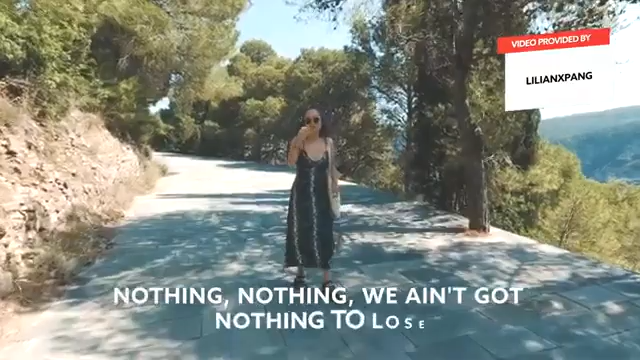 VIDEO PROVIDED BY
LILIANXPANG
NOTHING, NOTHING, WE AIN'T GOT
NOTHING TO LOSE